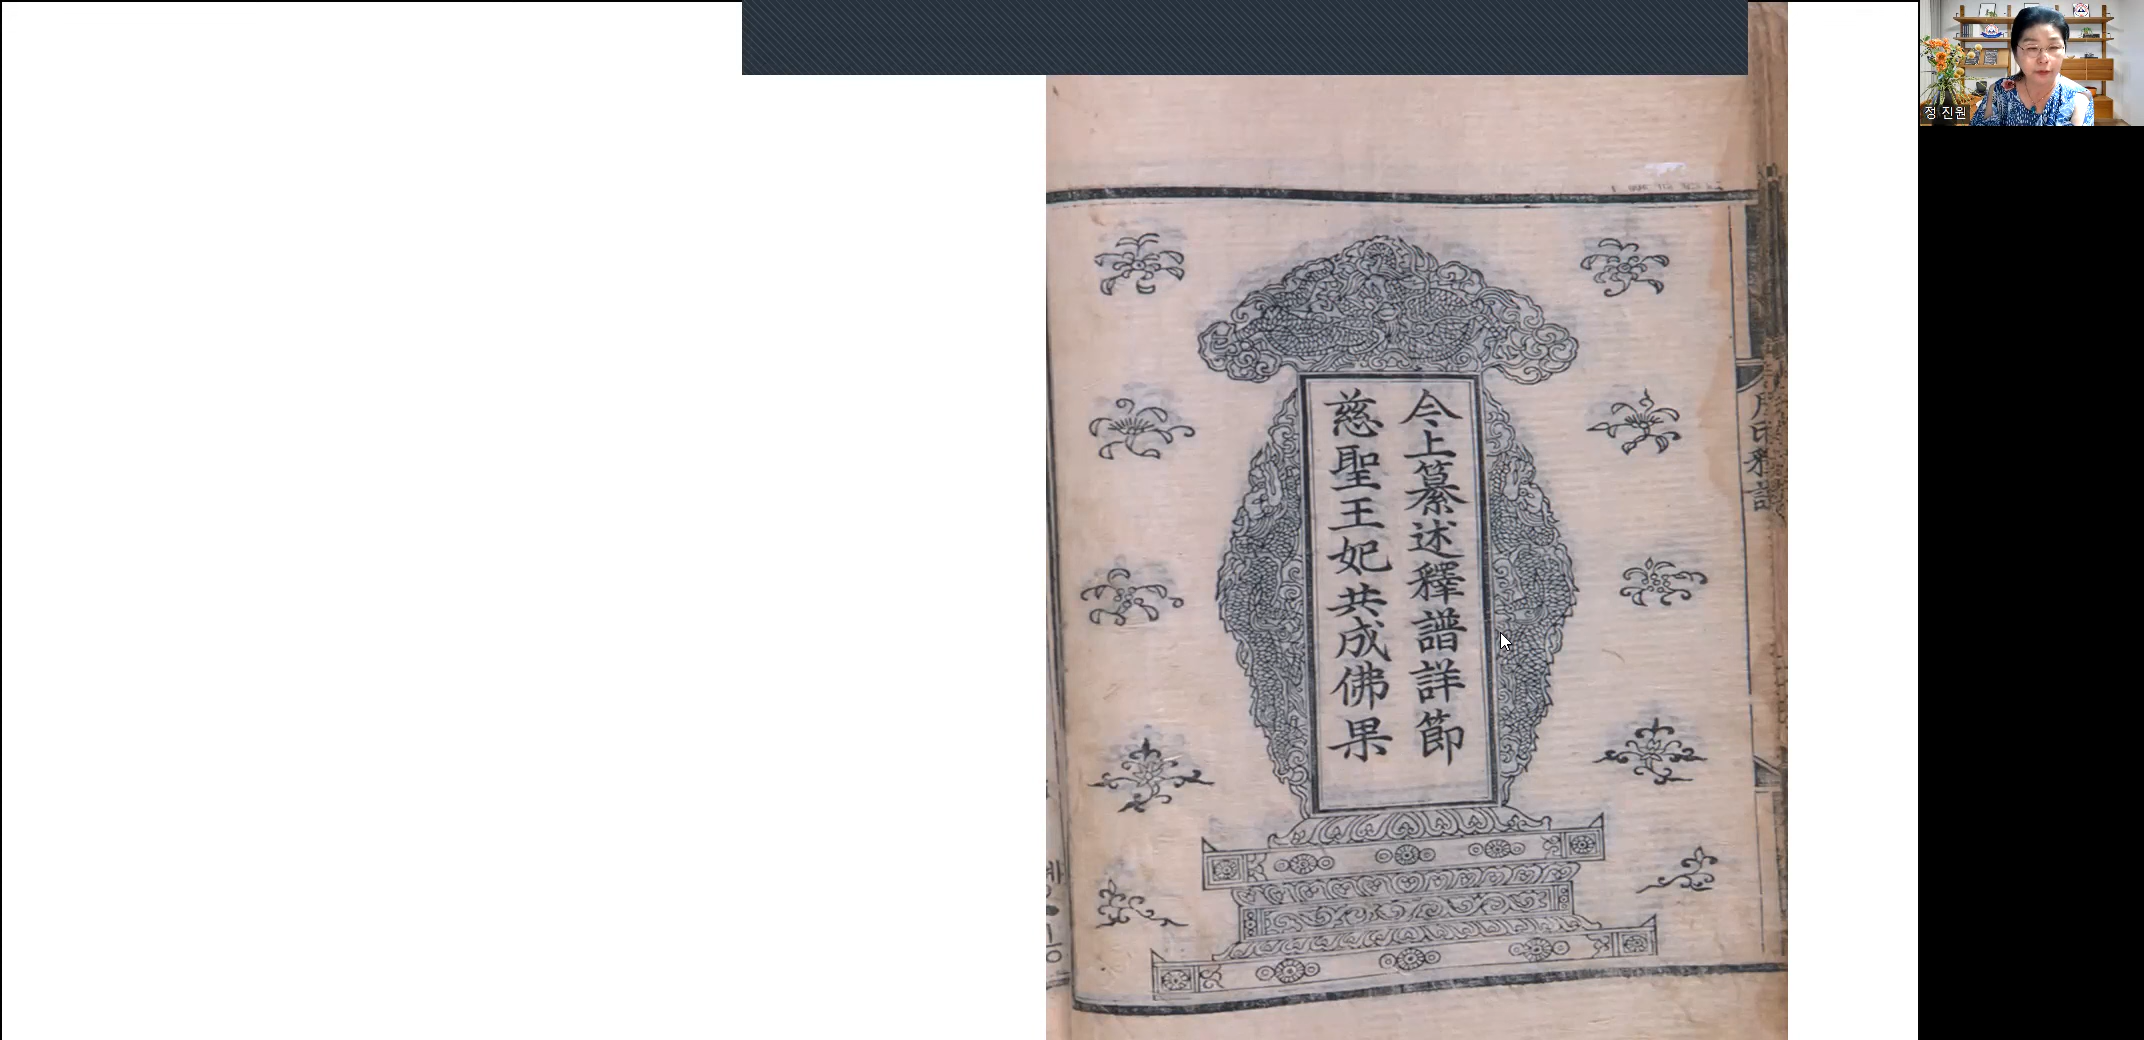 今上纂述釋譜詳節
慈聖王妃共成佛果
정 진원